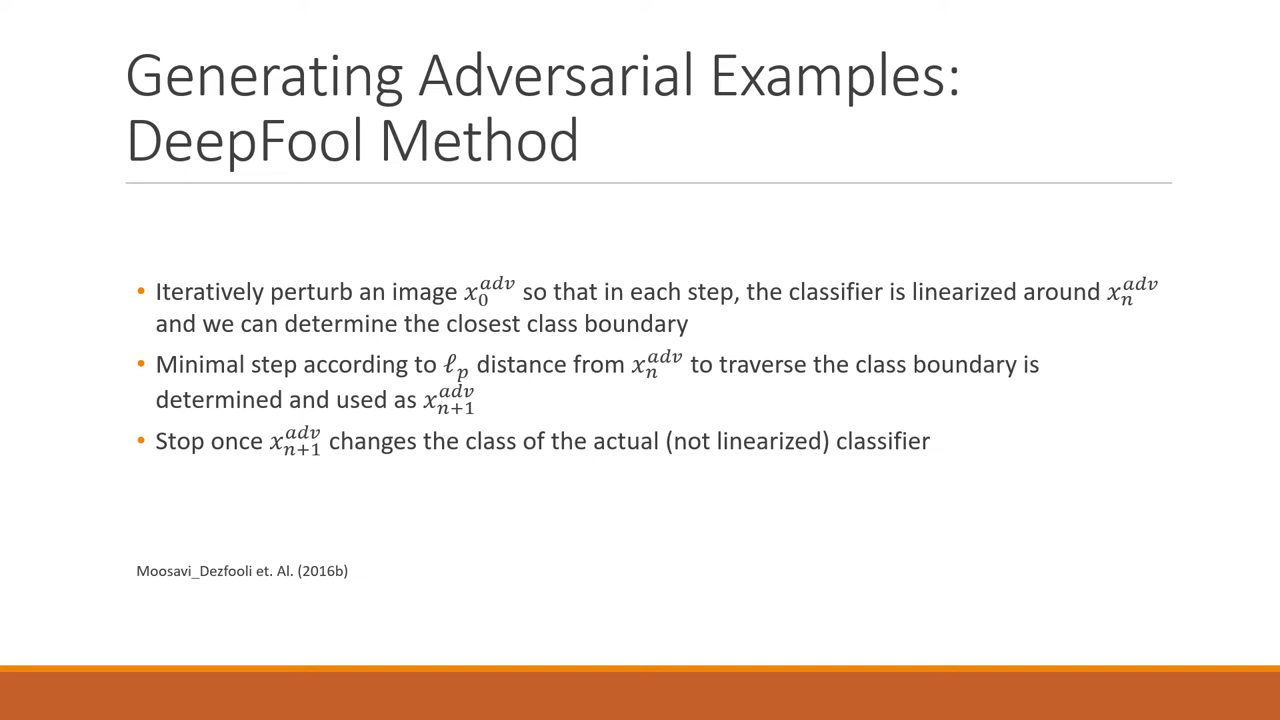 Generating Adversarial Examples:
DeepFool Method
• Iteratively perturb an image $x_0^{adv}$ so that in each step, the classifier is linearized around $x_n^{adv}$
and we can determine the closest class boundary
• Minimal step according to $\ell_p$ distance from $x_n^{adv}$ to traverse the class boundary is
determined and used as $x_{n+1}^{adv}$
• Stop once $x_{n+1}^{adv}$ changes the class of the actual (not linearized) classifier
Moosavi_Dezfooli et. Al. (2016b)